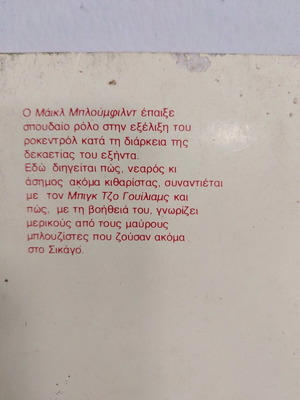 Ο Μάικλ Μπλούμφιλντ έπαιξε
σπουδαίο ρόλο στην εξέλιξη του
ροκεντρόλ κατά τη διάρκεια της
δεκαετίας του εξήντα.
Εδώ διηγείται πώς, νεαρός κι
άσημος ακόμα κιθαρίστας, συναντιέται
με τον Μπιγκ Τζο Γουίλιαμς και
πώς, με τη βοήθειά του, γνωρίζει
μερικούς από τους μαύρους
μπλουζίστες που ζούσαν ακόμα
στο Σικάγο.